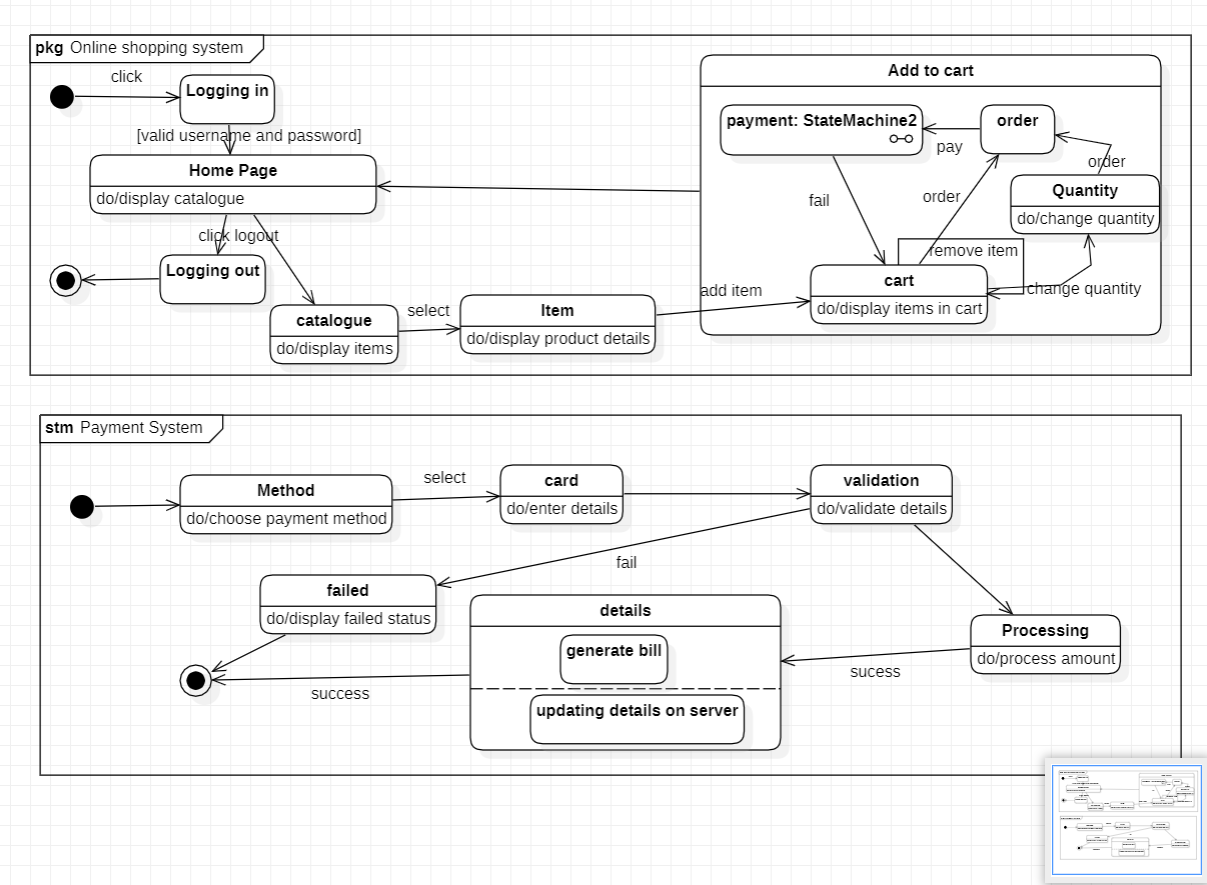 pkg Online shopping system
click
Logging in
[valid username and password]
Home Page
do/display catalogue
click logout
Logging out
catalogue
do/display items
select
Item
do/display product details
add item
Add to cart
payment: StateMachine2
pay
order
order
Quantity
do/change quantity
fail
order
remove item
cart
do/display items in cart
change quantity
stm Payment System
Method
do/choose payment method
select
card
do/enter details
validation
do/validate details
fail
failed
do/display failed status
details
generate bill
updating details on server
Processing
do/process amount
sucess
success